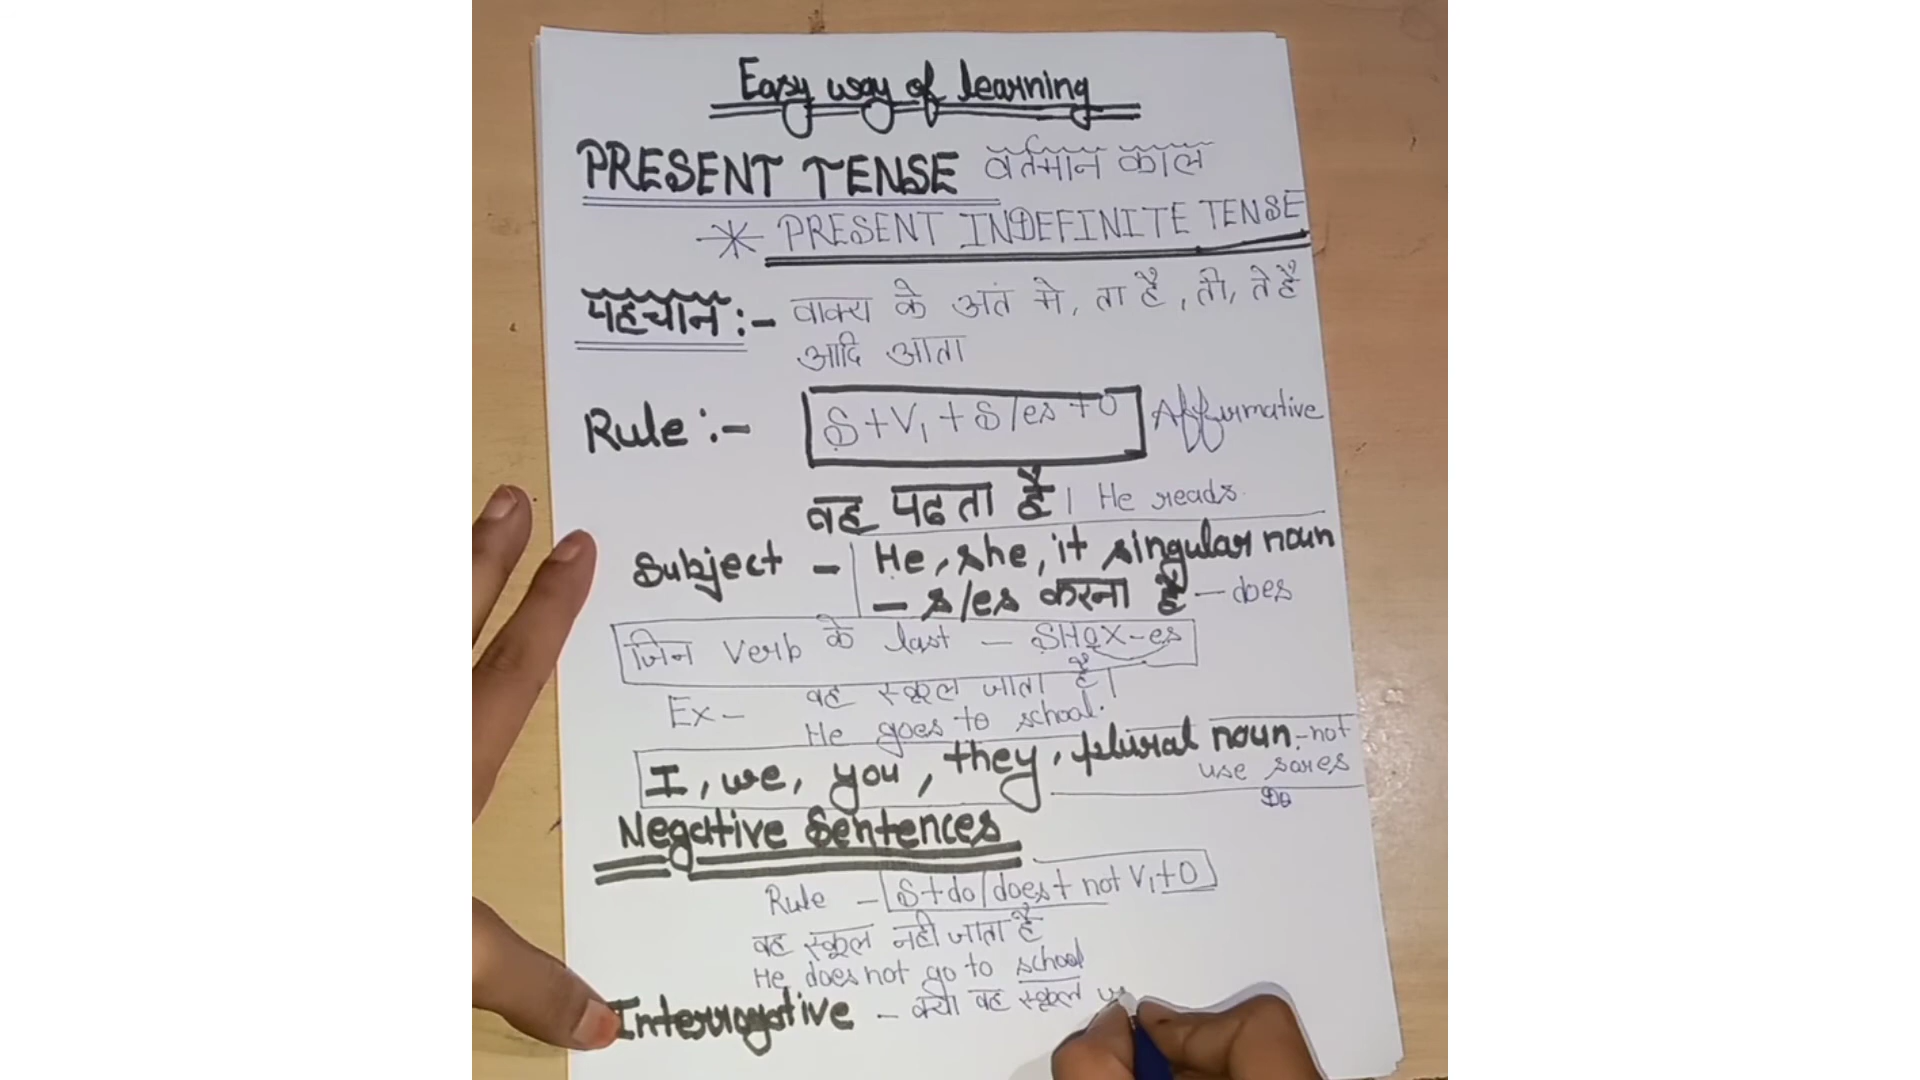 Easy way of learning
PRESENT TENSE वर्तमान काल
* PRESENT INDEFINITE TENSE
पहचान :- वाक्य के अतं मे, ता है, ती, ते है
आदि आता
Rule :- S+V₁+S/es+O Affirmative
वह पढता है। He reads.
Subject - He, she, it singular noun
- s/es करना है - does
जिन Verb के last - SHOX-es
Ex - वह स्कूल जाता है।
He goes to school.
I, we, you, they, plural noun. - not
use sores
Do
Negative Sentences
Rule - S+do/does+ not V₁+O
वह स्कूल नही जाता है
He does not go to school
Interrogative - क्या वह स्कूल